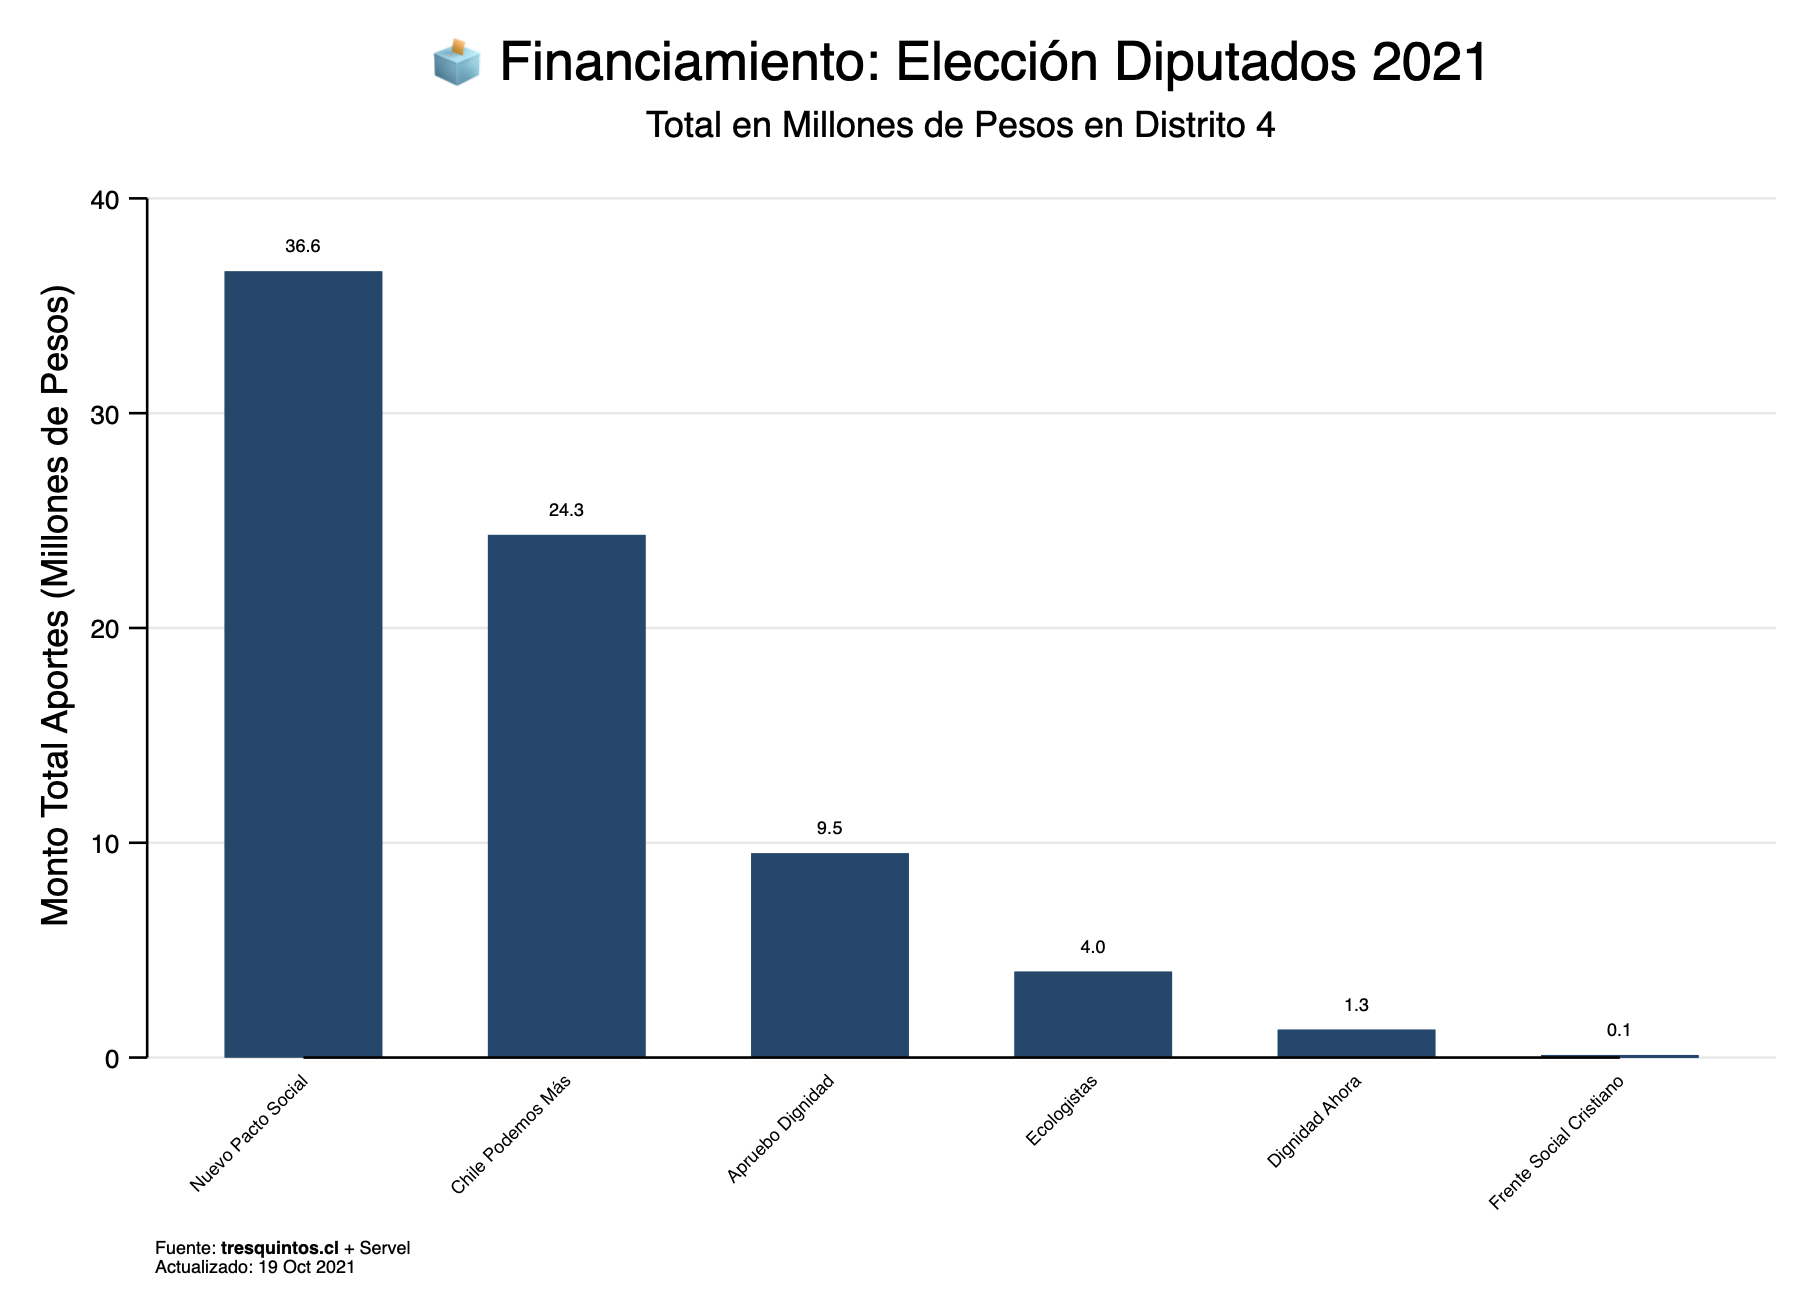 Financiamiento: Elección Diputados 2021
Total en Millones de Pesos en Distrito 4
Monto Total Aportes (Millones de Pesos)
40
30
20
10
0
36.6
24.3
9.5
4.0
1.3
0.1
Nuevo Pacto Social
Chile Podemos Más
Apruebo Dignidad
Ecologistas
Dignidad Ahora
Frente Social Cristiano
Fuente: tresquintos.cl + Servel
Actualizado: 19 Oct 2021